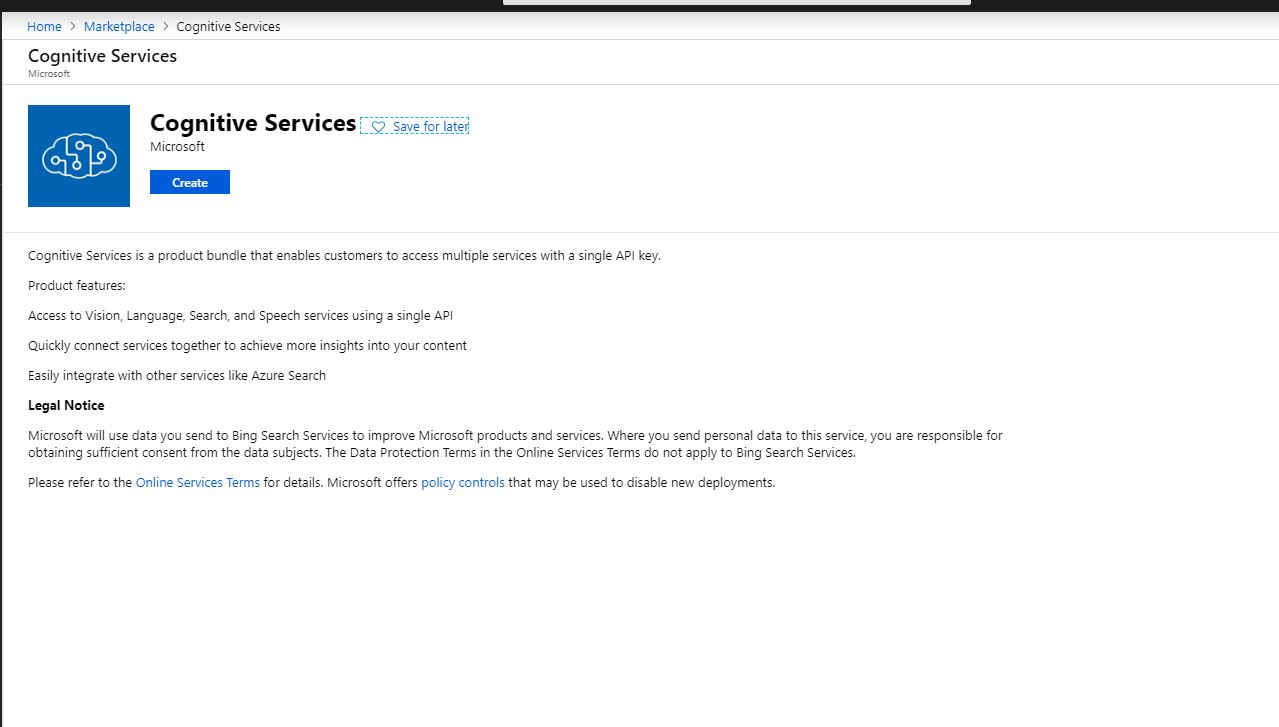 Home > Marketplace > Cognitive Services
Cognitive Services
Microsoft
Cognitive Services Save for later
Microsoft
Create
Cognitive Services is a product bundle that enables customers to access multiple services with a single API key.
Product features:
Access to Vision, Language, Search, and Speech services using a single API
Quickly connect services together to achieve more insights into your content
Easily integrate with other services like Azure Search
Legal Notice
Microsoft will use data you send to Bing Search Services to improve Microsoft products and services. Where you send personal data to this service, you are responsible for
obtaining sufficient consent from the data subjects. The Data Protection Terms in the Online Services Terms do not apply to Bing Search Services.
Please refer to the Online Services Terms for details. Microsoft offers policy controls that may be used to disable new deployments.